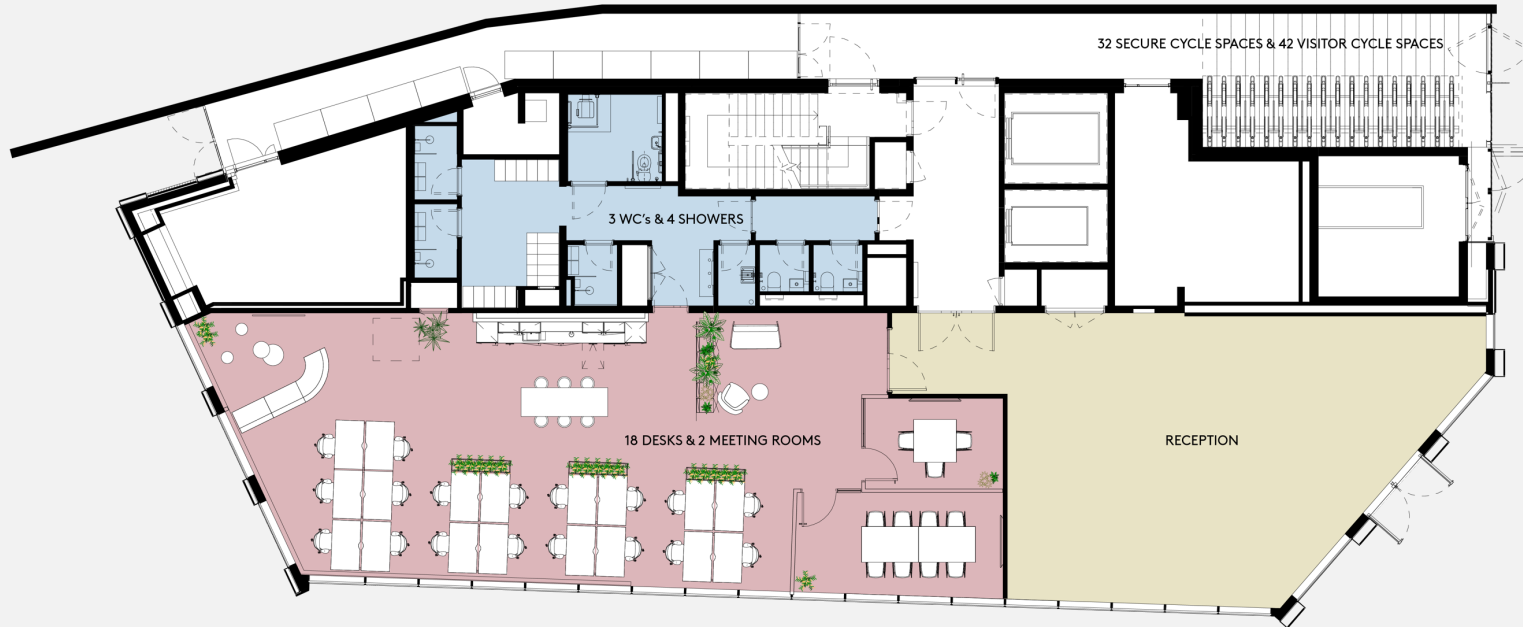 32 SECURE CYCLE SPACES & 42 VISITOR CYCLE SPACES
3 WC's & 4 SHOWERS
18 DESKS & 2 MEETING ROOMS
RECEPTION